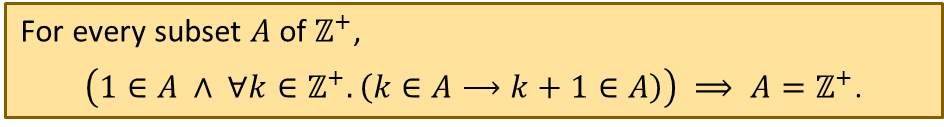 For every subset A of ℤ⁺,
(1 ∈ A ∧ ∀k ∈ ℤ⁺. (k ∈ A ⟶ k + 1 ∈ A)) ⟹ A = ℤ⁺.